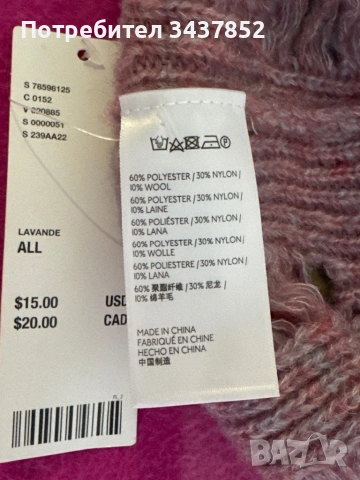 Потребител 3437852
S 78598125
C 0152
V 020885
S 0000051
S 239AA22
LAVANDE
ALL
$15.00 USD
$20.00 CAD
60% POLYESTER / 30% NYLON /
10% WOOL
60% POLYESTER / 30% NYLON /
10% LAINE
60% POLIÉSTER / 30% NYLON /
10% LANA
60% POLYESTER / 30% NYLON /
10% WOLLE
60% POLIESTERE / 30% NYLON /
10% LANA
60% 聚酯纤维 / 30% 尼龙 /
10% 绵羊毛
MADE IN CHINA
FABRIQUÉ EN CHINE
HECHO EN CHINA
中国制造
BAZAR